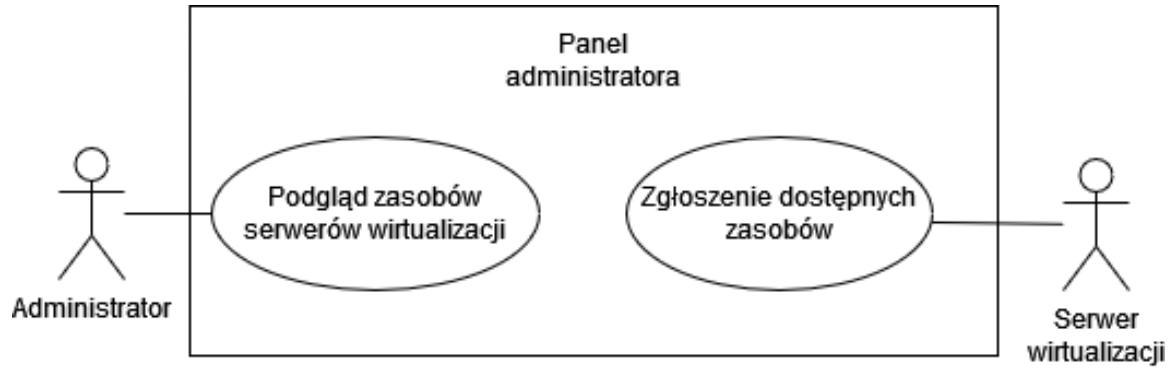 Panel
administratora
Podgląd zasobów
serwerów wirtualizacji
Zgłoszenie dostępnych
zasobów
Administrator
Serwer
wirtualizacji